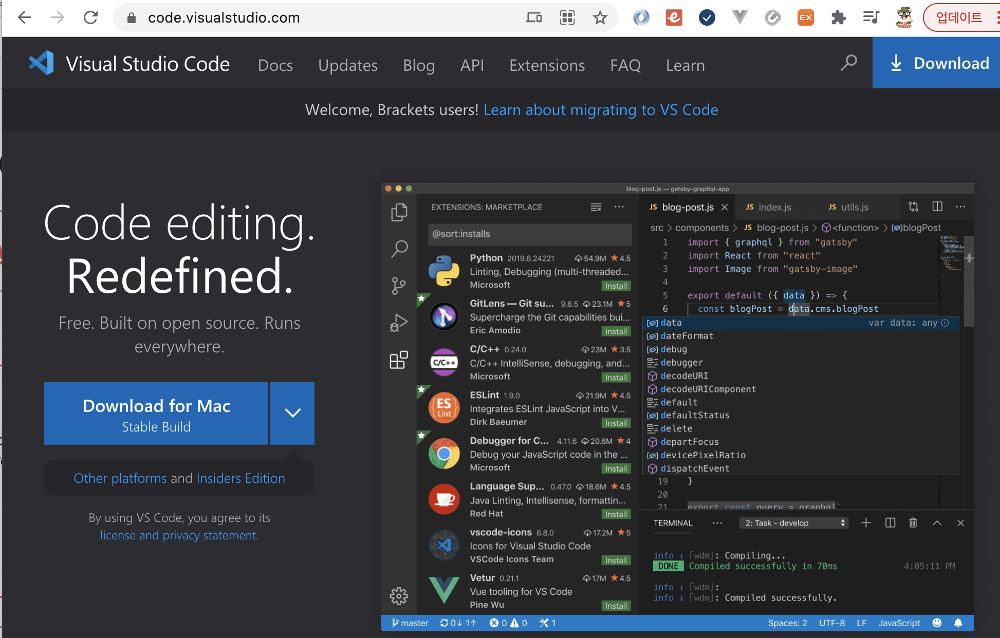 code.visualstudio.com
업데이트
Visual Studio Code Docs Updates Blog API Extensions FAQ Learn Download
Welcome, Brackets users! Learn about migrating to VS Code
Code editing.
Redefined.
Free. Built on open source. Runs
everywhere.
Download for Mac
Stable Build
Other platforms and Insiders Edition
By using VS Code, you agree to its
license and privacy statement.
blog-post.js — gatsby-graphql-app
EXTENSIONS: MARKETPLACE
@sort:installs
Python 2019.6.24221 54.9M 4.5
Linting, Debugging (multi-threaded...
Microsoft Install
GitLens — Git su... 9.8.5 23.1M 5
Supercharge the Git capabilities bui...
Eric Amodio Install
C/C++
C/C++ 0.24.0 23M 3.5
C/C++ IntelliSense, debugging, and...
Microsoft Install
ES
Lint
ESLint 1.9.0 21.9M 4.5
Integrates ESLint JavaScript into V...
Dirk Baeumer Install
Debugger for C... 4.11.6 20.6M 4
Debug your JavaScript code in the ...
Microsoft Install
Language Sup... 0.47.0 18.6M 4.5
Java Linting, Intellisense, formattin...
Red Hat Install
vscode-icons 8.8.0 17.2M 5
Icons for Visual Studio Code
VSCode Icons Team Install
Vetur 0.21.1 17M 4.5
Vue tooling for VS Code
Pine Wu Install
JS blog-post.js JS index.js JS utils.js
src > components > JS blog-post.js > <function> > blogPost
1 import { graphql } from "gatsby"
2 import React from "react"
3 import Image from "gatsby-image"
4
5 export default ({ data }) => {
6 const blogPost = data.cms.blogPost
data var data: any
dateFormat
debug
debugger
decodeURI
decodeURIComponent
default
defaultStatus
delete
departFocus
devicePixelRatio
dispatchEvent
19 }
20
21 export const query = graphql`
TERMINAL ... 2: Task - develop
info i ｢wdm｣: Compiling...
DONE Compiled successfully in 70ms 4:05:11 PM
info i ｢wdm｣:
info i ｢wdm｣: Compiled successfully.
master 0↓ 1↑ 0 0 1 Spaces: 2 UTF-8 LF JavaScript